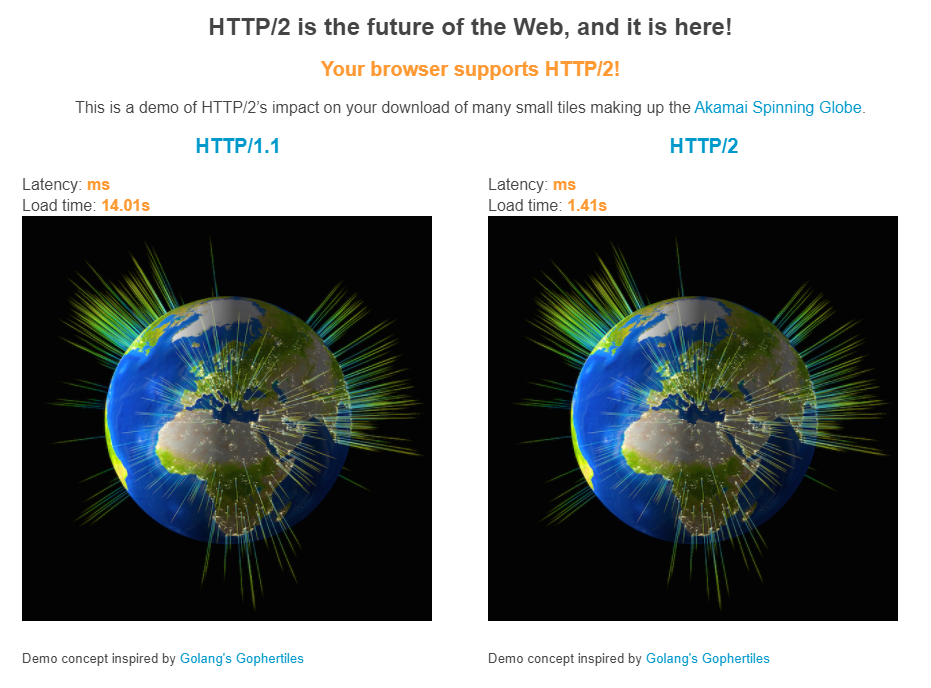 HTTP/2 is the future of the Web, and it is here!
Your browser supports HTTP/2!
This is a demo of HTTP/2's impact on your download of many small tiles making up the Akamai Spinning Globe.
HTTP/1.1
Latency: ms
Load time: 14.01s
Demo concept inspired by Golang's Gophertiles
HTTP/2
Latency: ms
Load time: 1.41s
Demo concept inspired by Golang's Gophertiles